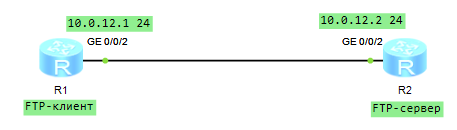 10.0.12.1 24
10.0.12.2 24
GE 0/0/2
GE 0/0/2
R
R
R1
R2
FTP-клиент
FTP-сервер